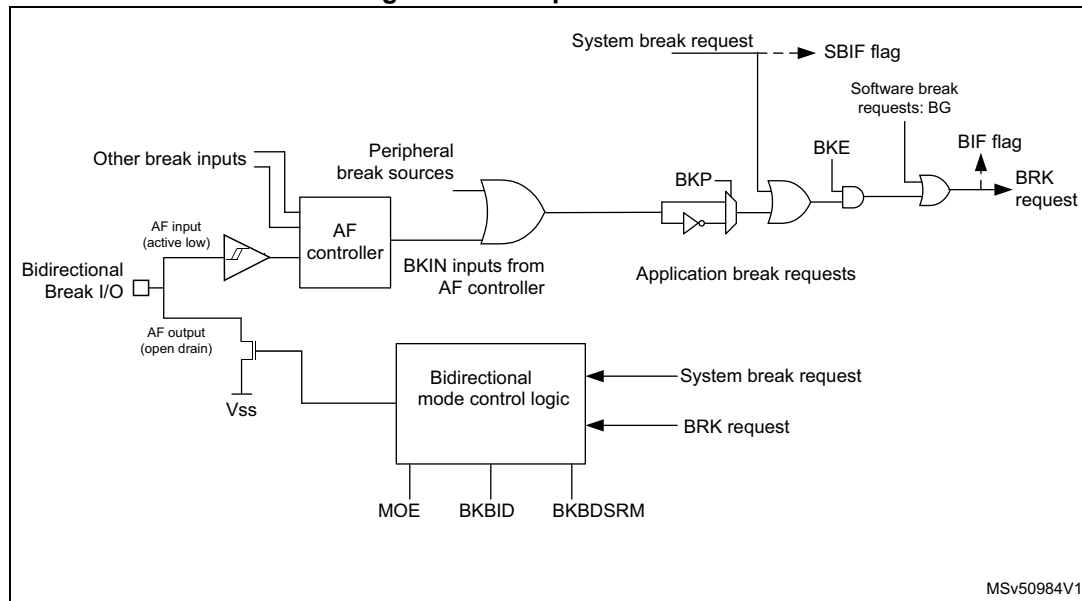 System break request
SBIF flag
Software break
requests: BG
BIF flag
BKE
BRK
request
Peripheral
break sources
Other break inputs
BKP
AF input
(active low)
AF
controller
BKIN inputs from
AF controller
Application break requests
Bidirectional
Break I/O
AF output
(open drain)
Vss
Bidirectional
mode control logic
System break request
BRK request
MOE
BKBID
BKBDSRM
MSv50984V1